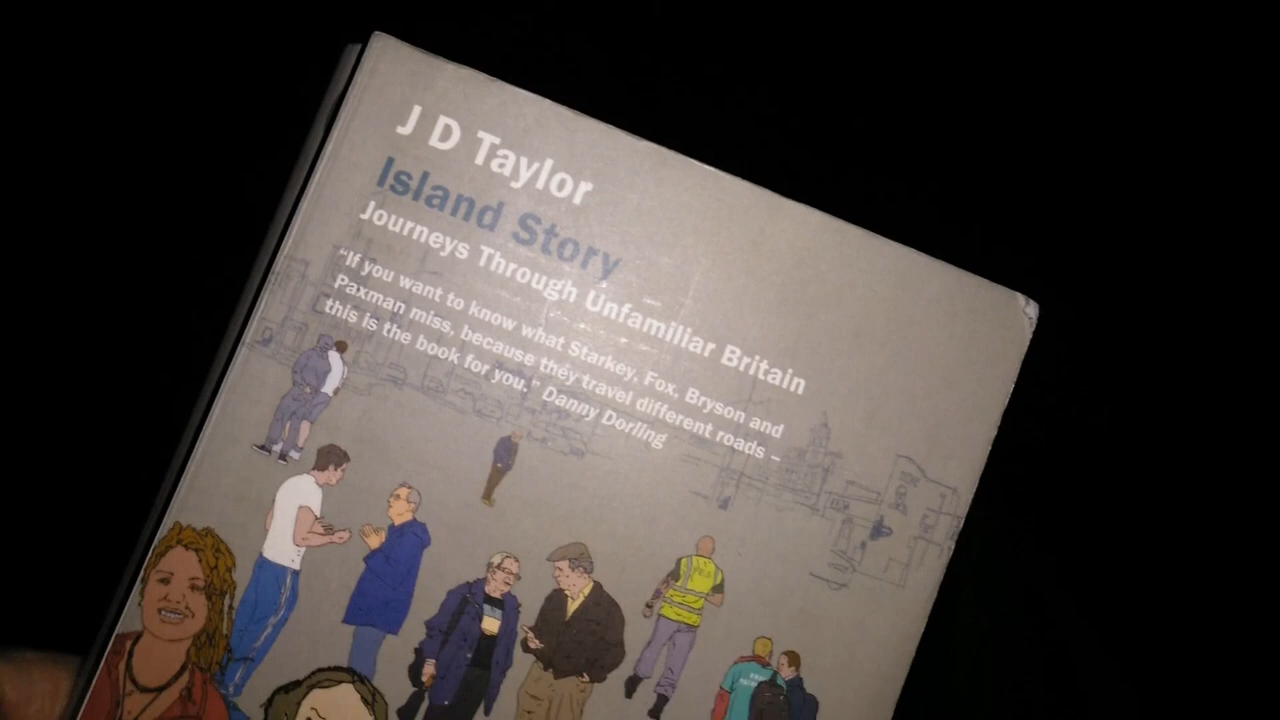 J D Taylor
Island Story
Journeys Through Unfamiliar Britain
“If you want to know what Starkey, Fox, Bryson and
Paxman miss, because they travel different roads –
this is the book for you.” Danny Dorling